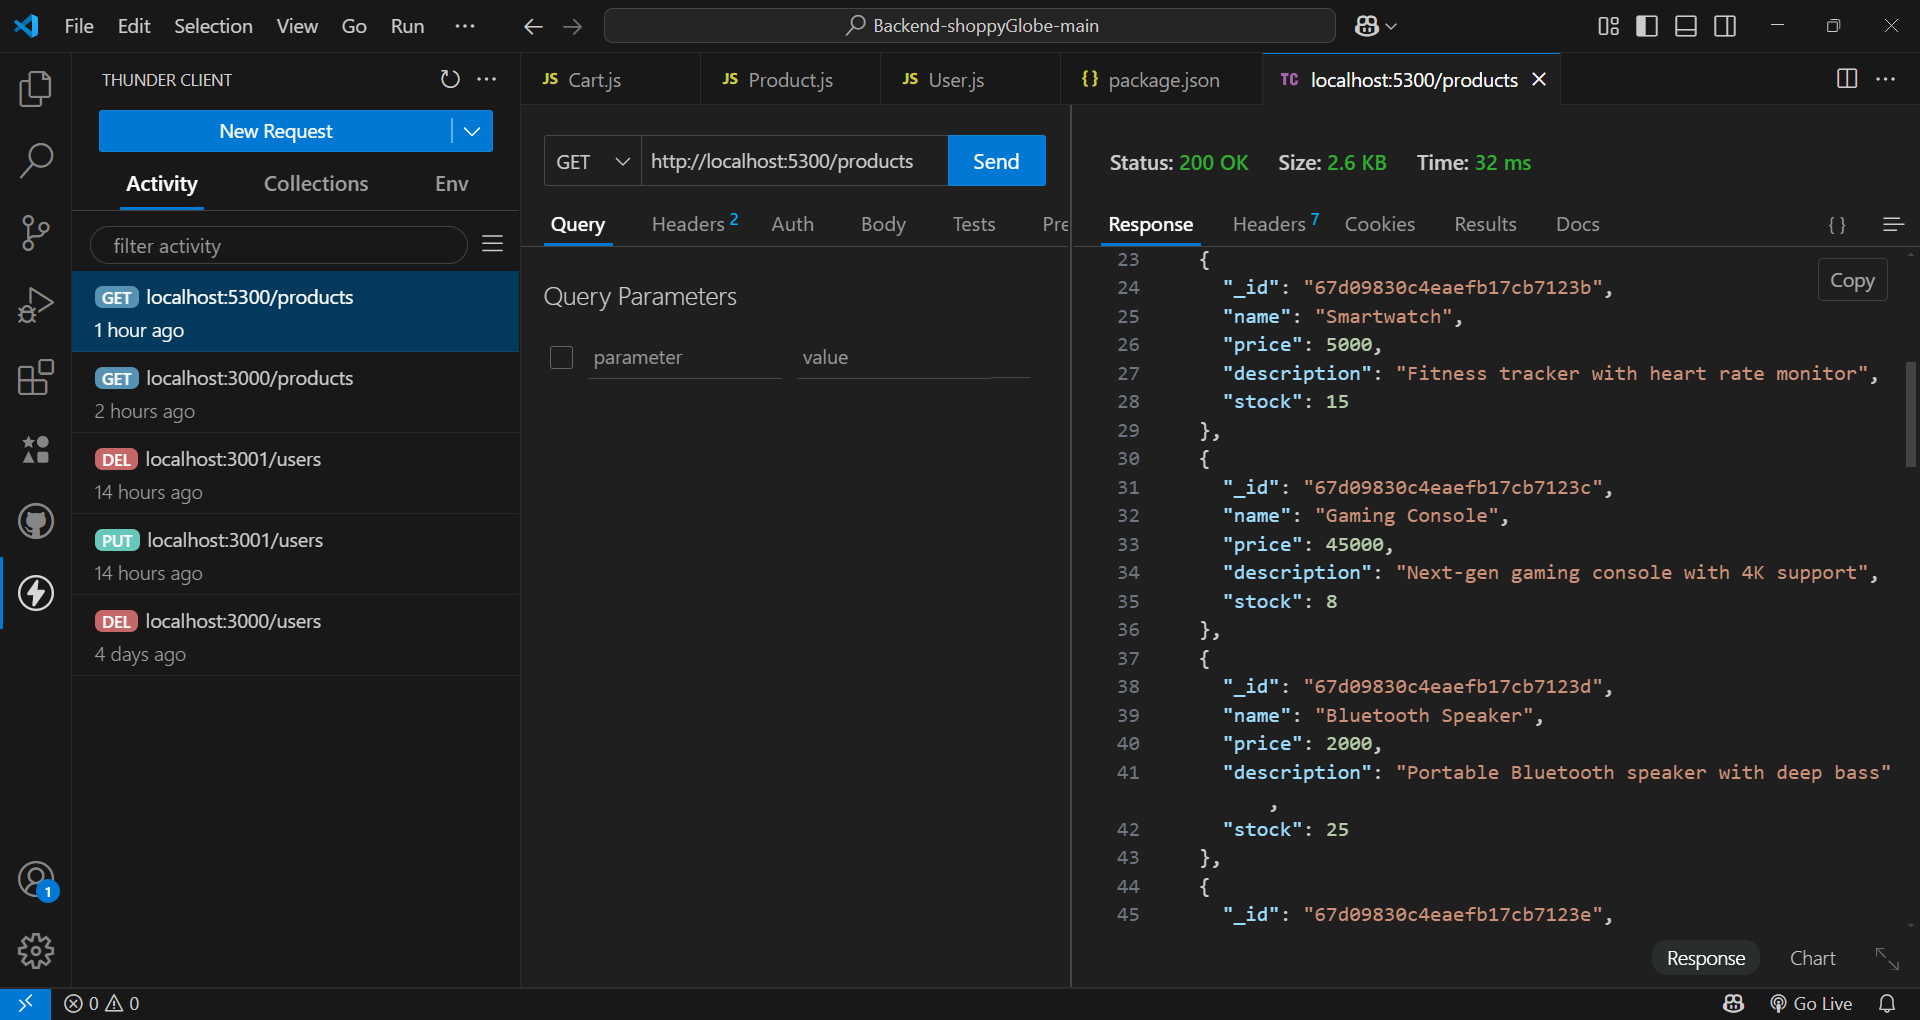 File Edit Selection View Go Run ···
Backend-shoppyGlobe-main
THUNDER CLIENT
New Request
Activity Collections Env
filter activity
GET localhost:5300/products
1 hour ago
GET localhost:3000/products
2 hours ago
DEL localhost:3001/users
14 hours ago
PUT localhost:3001/users
14 hours ago
DEL localhost:3000/users
4 days ago
1
JS Cart.js JS Product.js JS User.js {} package.json TC localhost:5300/products
GET http://localhost:5300/products Send
Query Headers 2 Auth Body Tests Pre
Query Parameters
parameter value
Status: 200 OK Size: 2.6 KB Time: 32 ms
Response Headers 7 Cookies Results Docs {}
Copy
23 {
24 "_id": "67d09830c4eaefb17cb7123b",
25 "name": "Smartwatch",
26 "price": 5000,
27 "description": "Fitness tracker with heart rate monitor",
28 "stock": 15
29 },
30 {
31 "_id": "67d09830c4eaefb17cb7123c",
32 "name": "Gaming Console",
33 "price": 45000,
34 "description": "Next-gen gaming console with 4K support",
35 "stock": 8
36 },
37 {
38 "_id": "67d09830c4eaefb17cb7123d",
39 "name": "Bluetooth Speaker",
40 "price": 2000,
41 "description": "Portable Bluetooth speaker with deep bass"
,
42 "stock": 25
43 },
44 {
45 "_id": "67d09830c4eaefb17cb7123e",
Response Chart
0 0 Go Live